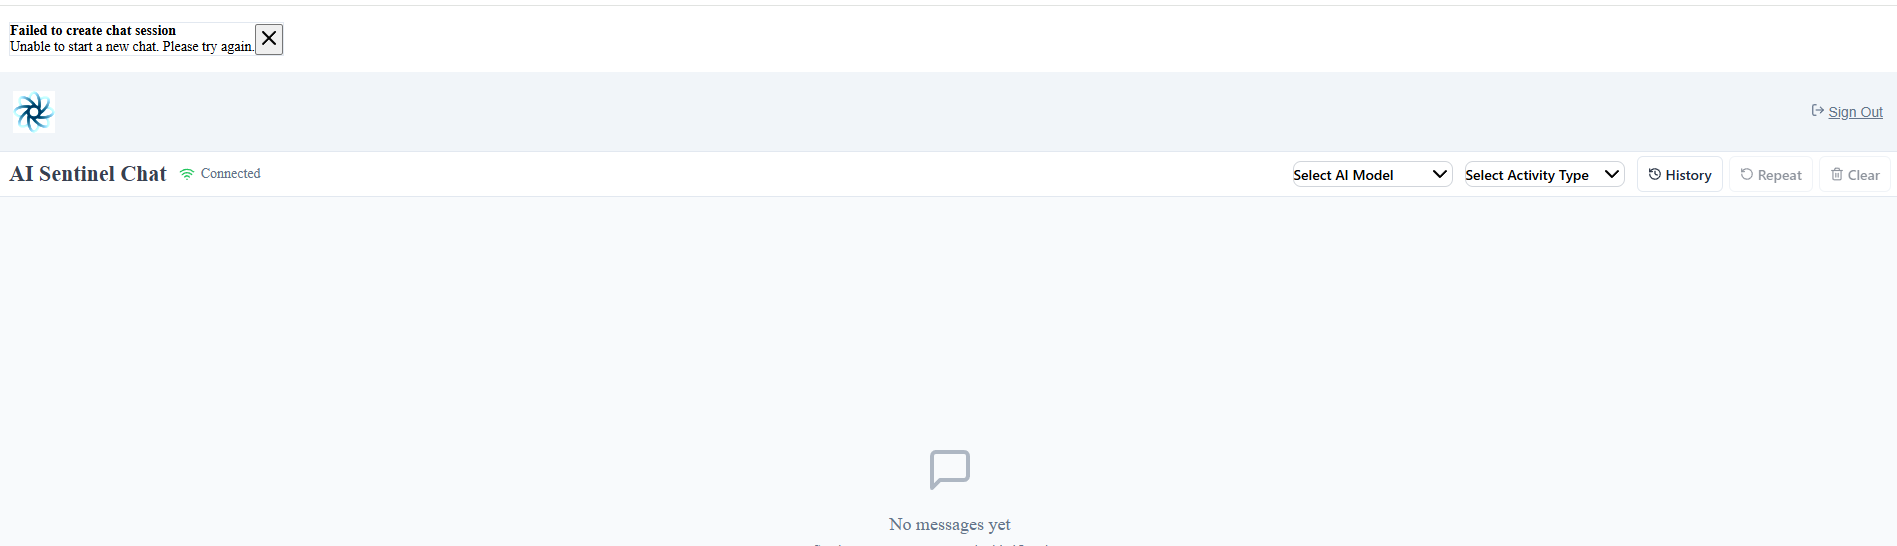 Failed to create chat session
Unable to start a new chat. Please try again.
Sign Out
AI Sentinel Chat Connected Select AI Model Select Activity Type History Repeat Clear
No messages yet